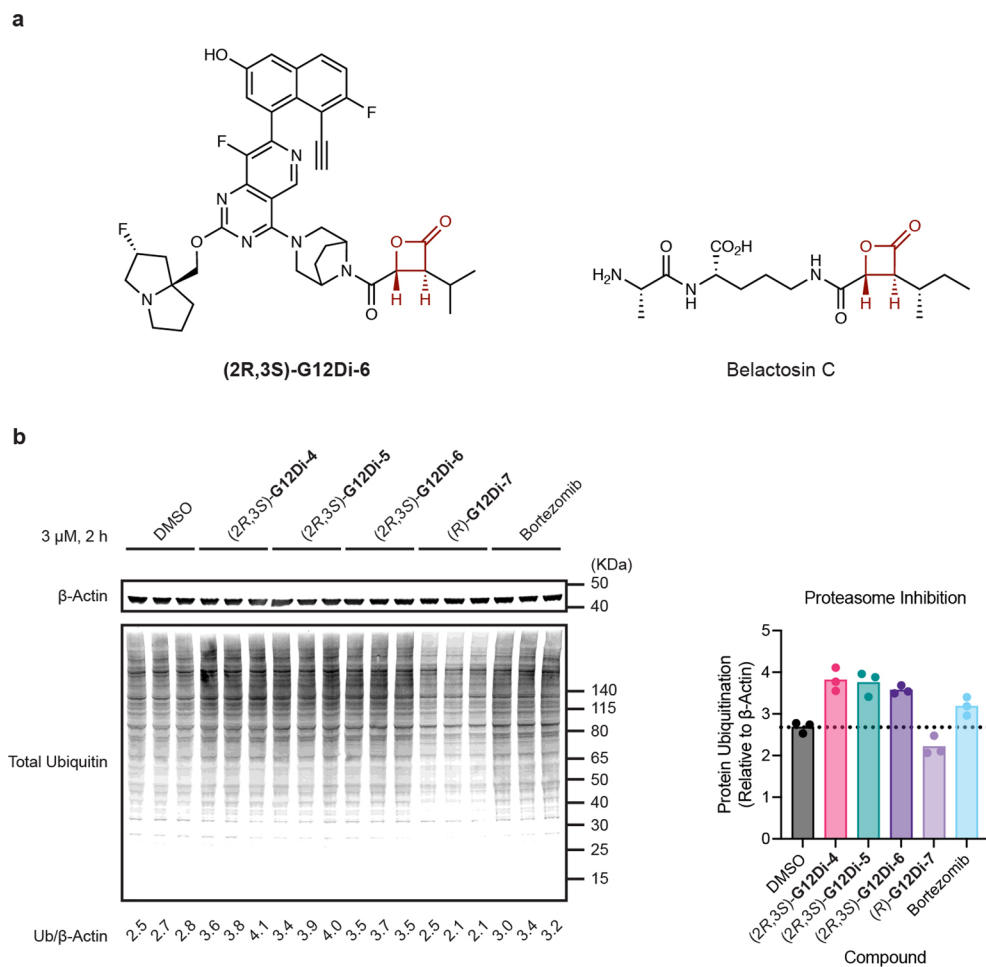 a
HO
F
F
N
N
N
O
N
N
F
N
O
O
O
H
H
(2R,3S)-G12Di-6
H₂N
O
N
H
CO₂H
H
N
O
O
O
H
H
Belactosin C
b
3 µM, 2 h
DMSO
(2R,3S)-G12Di-4
(2R,3S)-G12Di-5
(2R,3S)-G12Di-6
(R)-G12Di-7
Bortezomib
(KDa)
β-Actin
50
40
Total Ubiquitin
140
115
80
65
50
40
30
25
15
Ub/β-Actin 2.5 2.7 2.8 3.6 3.8 4.1 3.4 3.9 4.0 3.5 3.7 3.5 2.5 2.1 2.1 3.0 3.4 3.2
Proteasome Inhibition
Protein Ubiquitination
(Relative to β-Actin)
5
4
3
2
1
0
DMSO
(2R,3S)-G12Di-4
(2R,3S)-G12Di-5
(2R,3S)-G12Di-6
(R)-G12Di-7
Bortezomib
Compound